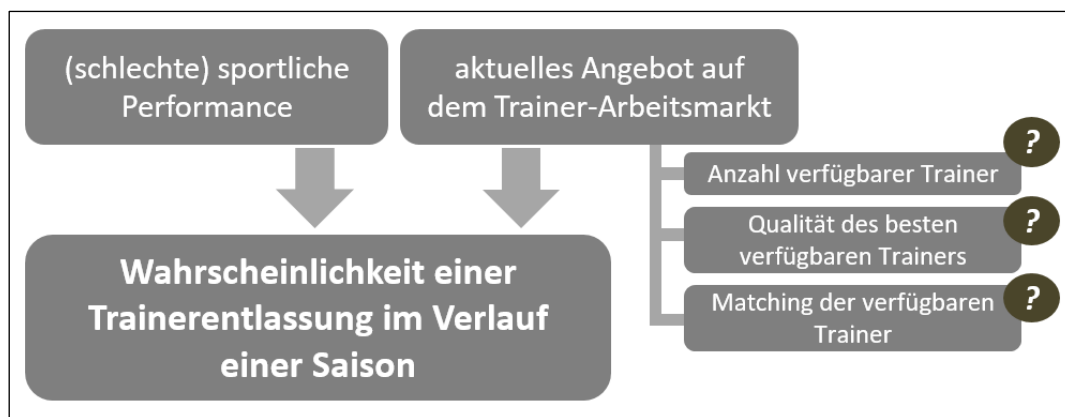 (schlechte) sportliche
Performance
aktuelles Angebot auf
dem Trainer-Arbeitsmarkt
?
Anzahl verfügbarer Trainer
?
Qualität des besten
verfügbaren Trainers
?
Matching der verfügbaren
Trainer
Wahrscheinlichkeit einer
Trainerentlassung im Verlauf
einer Saison